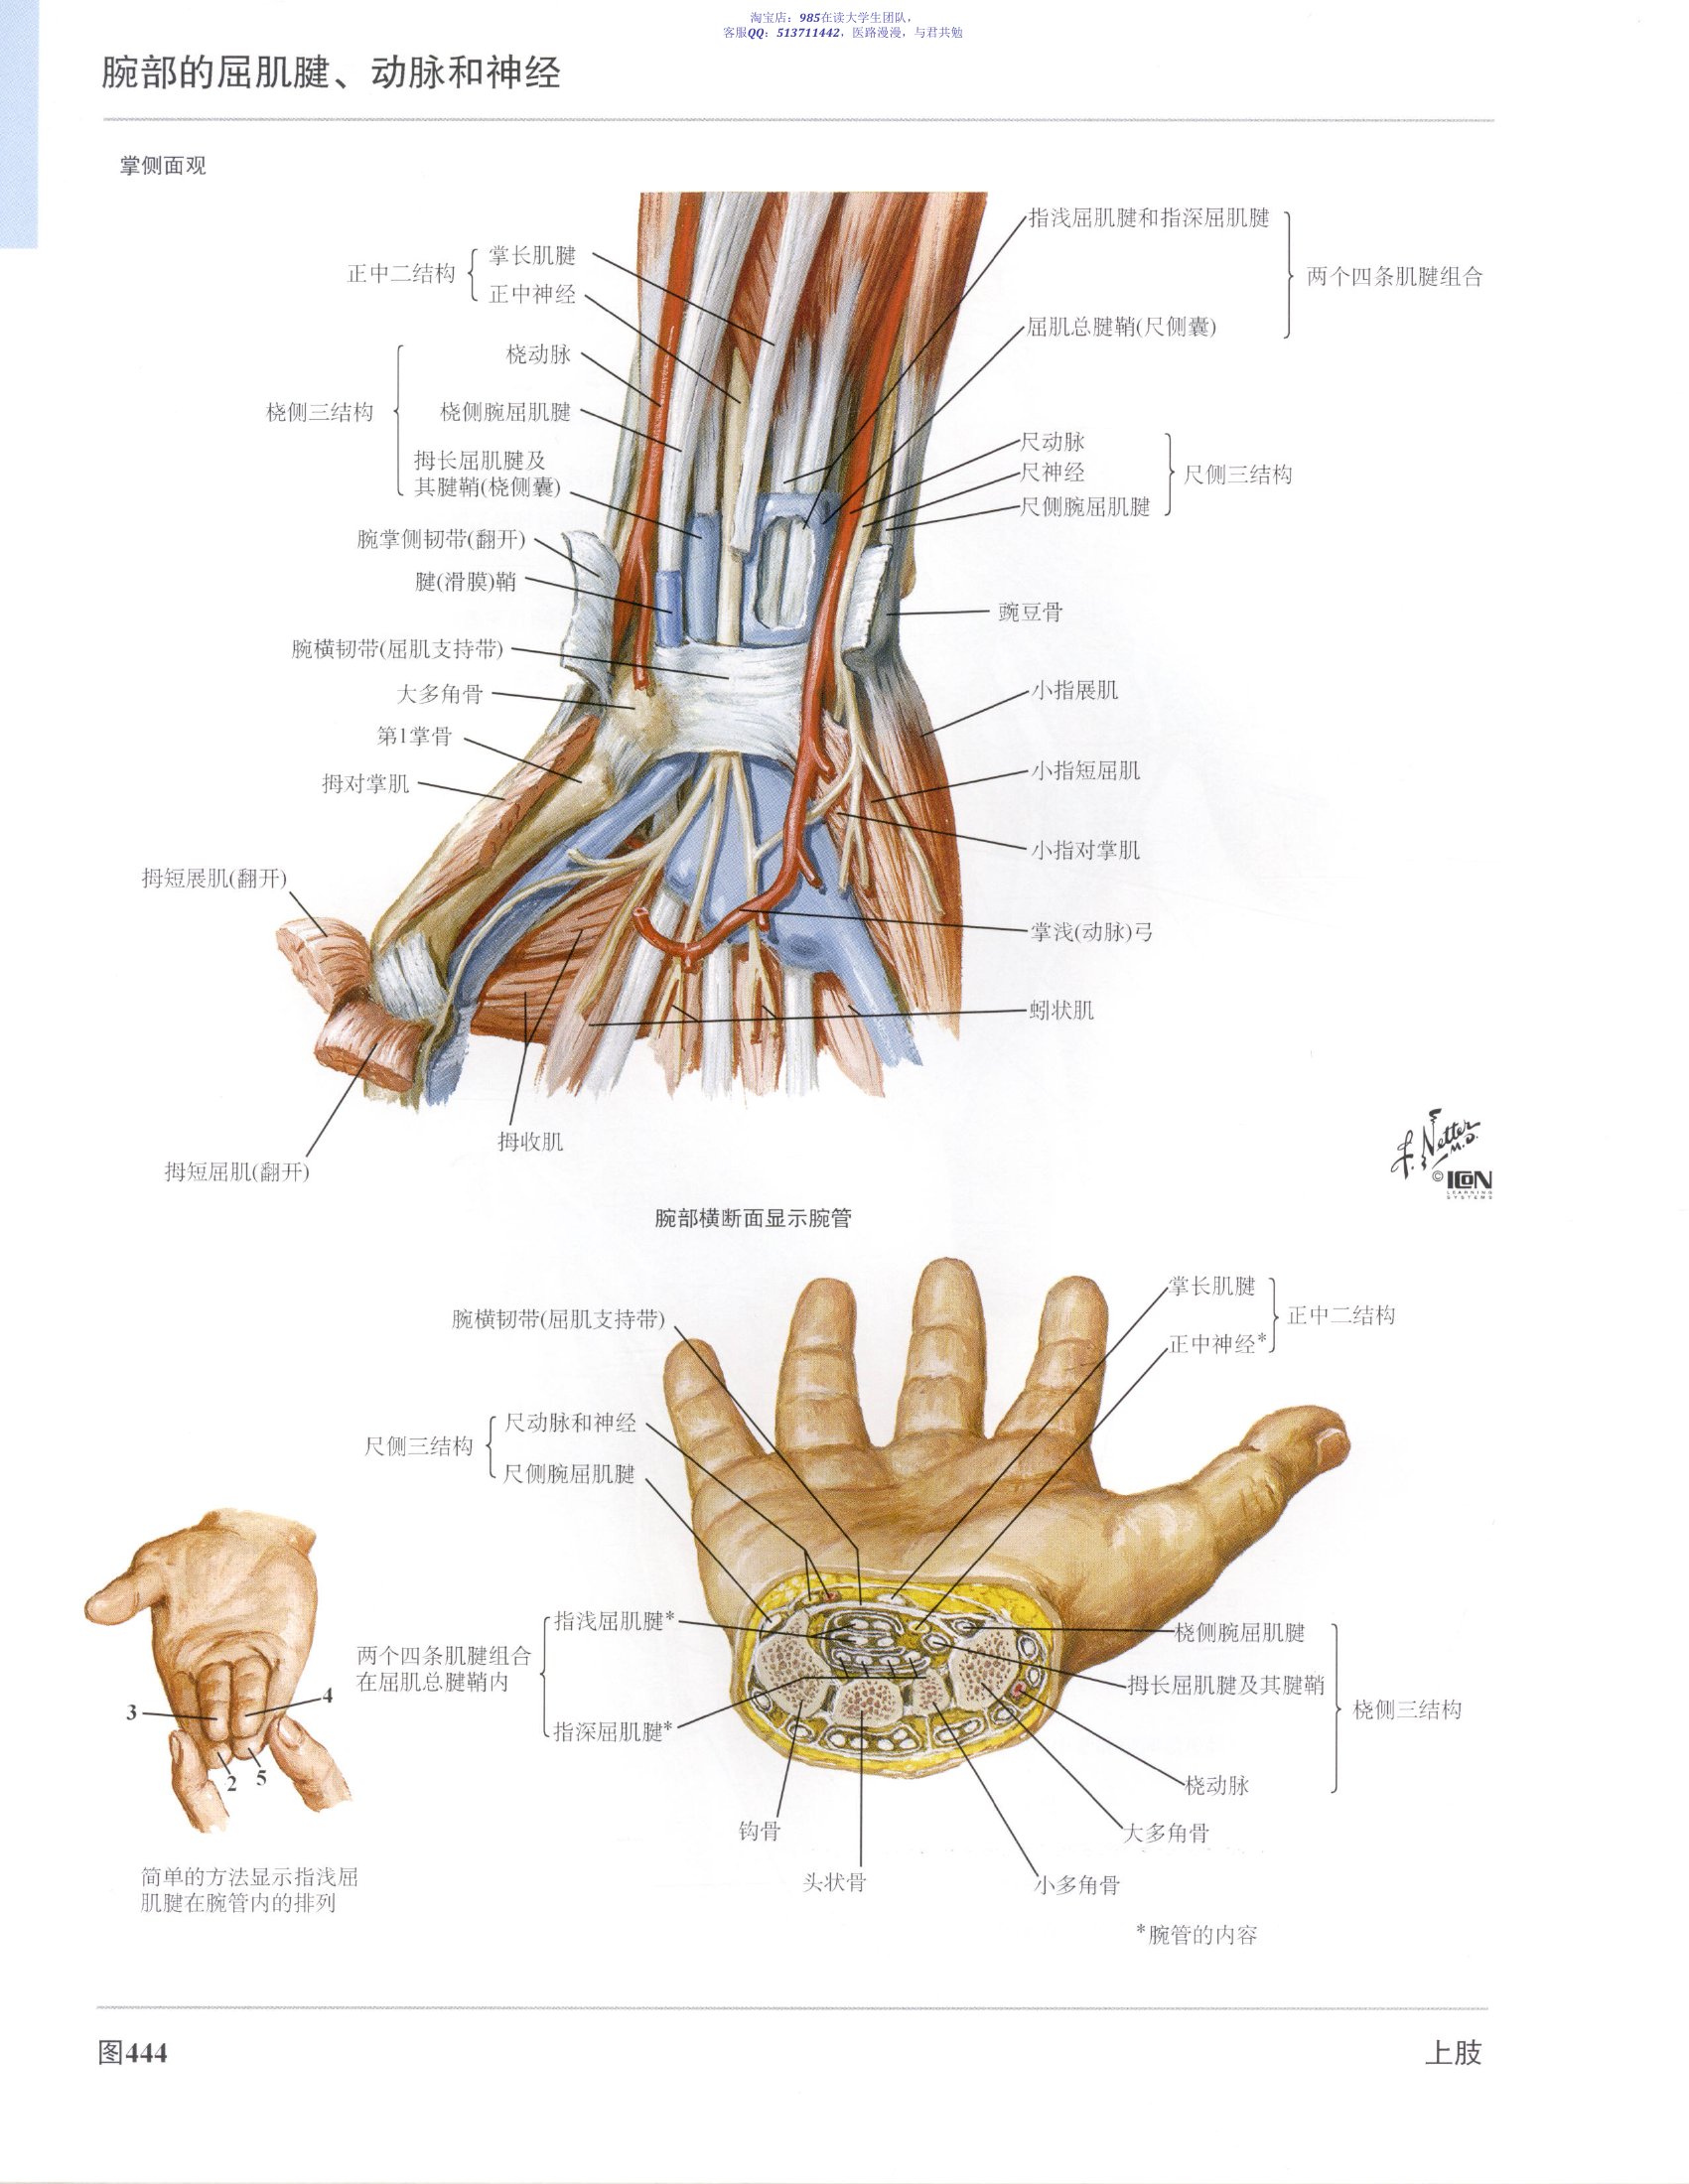 淘宝店：985在读大学生团队，
客服QQ：513711442，医路漫漫，与君共勉
腕部的屈肌腱、动脉和神经
掌侧面观
正中二结构
掌长肌腱
正中神经
桡侧三结构
桡动脉
桡侧腕屈肌腱
拇长屈肌腱及
其腱鞘(桡侧囊)
腕掌侧韧带(翻开)
腱(滑膜)鞘
腕横韧带(屈肌支持带)
大多角骨
第1掌骨
拇对掌肌
拇短展肌(翻开)
拇短屈肌(翻开)
拇收肌
指浅屈肌腱和指深屈肌腱
屈肌总腱鞘(尺侧囊)
两个四条肌腱组合
尺动脉
尺神经
尺侧腕屈肌腱
尺侧三结构
豌豆骨
小指展肌
小指短屈肌
小指对掌肌
掌浅(动脉)弓
蚓状肌
F. Netter
M.D.
© ICON
LEARNING
SYSTEMS
腕部横断面显示腕管
腕横韧带(屈肌支持带)
尺侧三结构
尺动脉和神经
尺侧腕屈肌腱
掌长肌腱
正中神经*
正中二结构
两个四条肌腱组合
在屈肌总腱鞘内
指浅屈肌腱*
指深屈肌腱*
桡侧腕屈肌腱
拇长屈肌腱及其腱鞘
桡动脉
桡侧三结构
钩骨
头状骨
小多角骨
大多角骨
3
4
2
5
简单的方法显示指浅屈
肌腱在腕管内的排列
*腕管的内容
图444
上肢